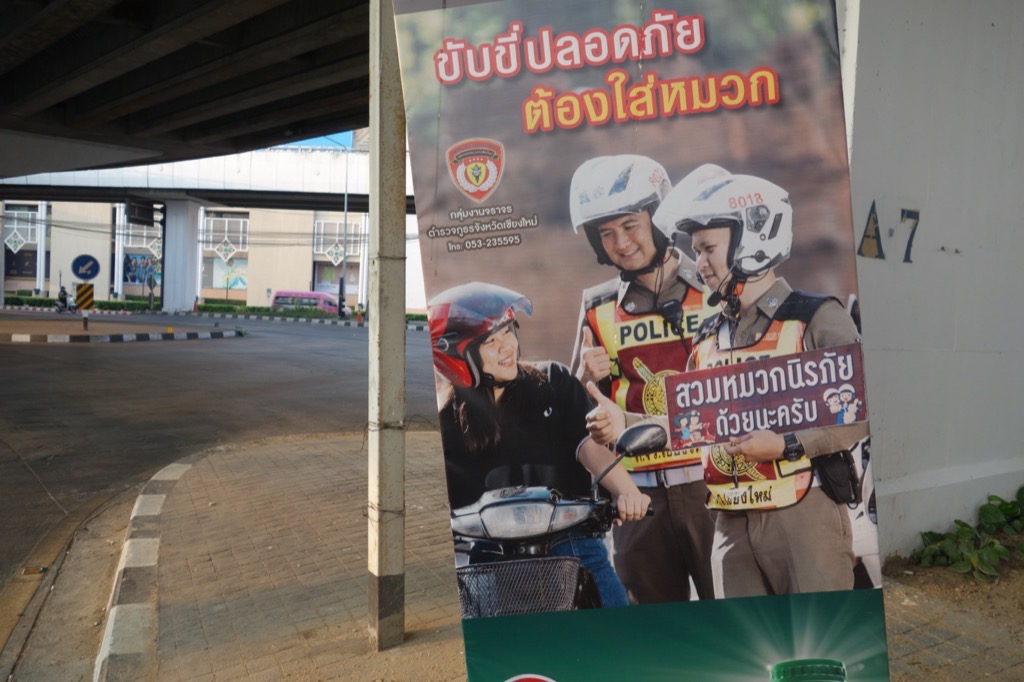 ขับขี่ปลอดภัย
ต้องใส่หมวก
กลุ่มงานจราจร
ตำรวจภูธรจังหวัดเชียงใหม่
โทร: 053-235595
8018
POLICE
POLICE
สวมหมวกนิรภัย
ด้วยนะครับ
A-7